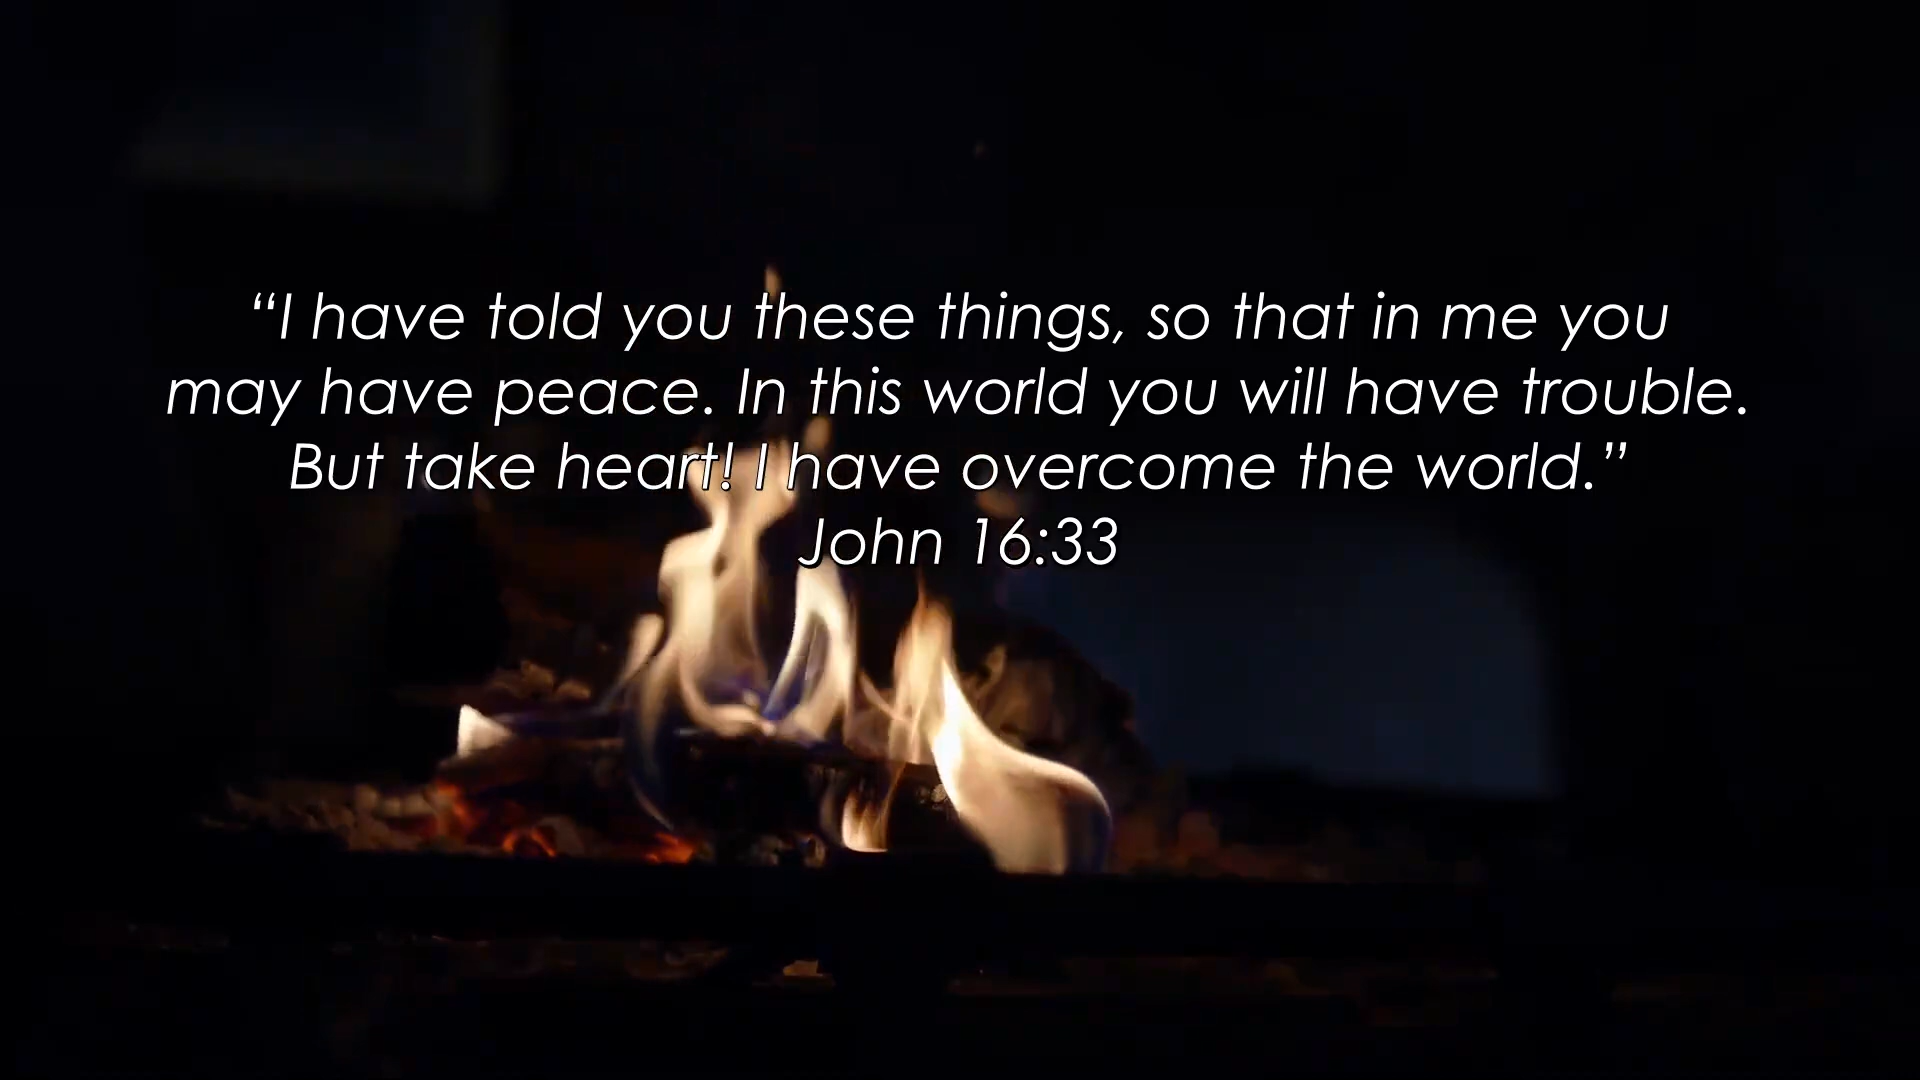 “I have told you these things, so that in me you
may have peace. In this world you will have trouble.
But take heart! I have overcome the world.”
John 16:33